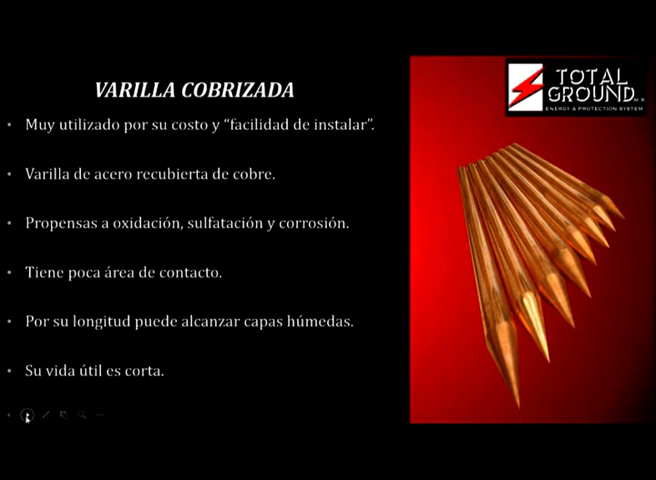 VARILLA COBRIZADA
• Muy utilizado por su costo y “facilidad de instalar”.
• Varilla de acero recubierta de cobre.
• Propensas a oxidación, sulfatación y corrosión.
• Tiene poca área de contacto.
• Por su longitud puede alcanzar capas húmedas.
• Su vida útil es corta.
TOTAL
GROUND M.R.
ENERGY & PROTECTION SYSTEM